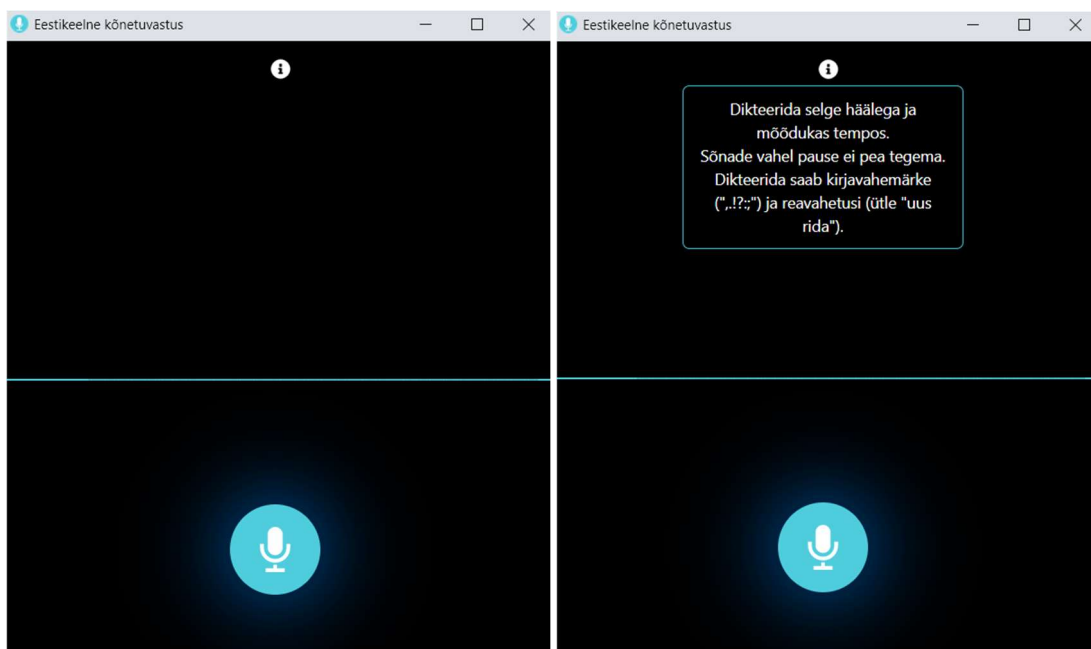 Eestikeelne kõnetuvastus
Eestikeelne kõnetuvastus
Dikteerida selge häälega ja
mõõdukas tempos.
Sõnade vahel pause ei pea tegema.
Dikteerida saab kirjavahemärke
(",.!?:;") ja reavahetusi (ütle "uus
rida").